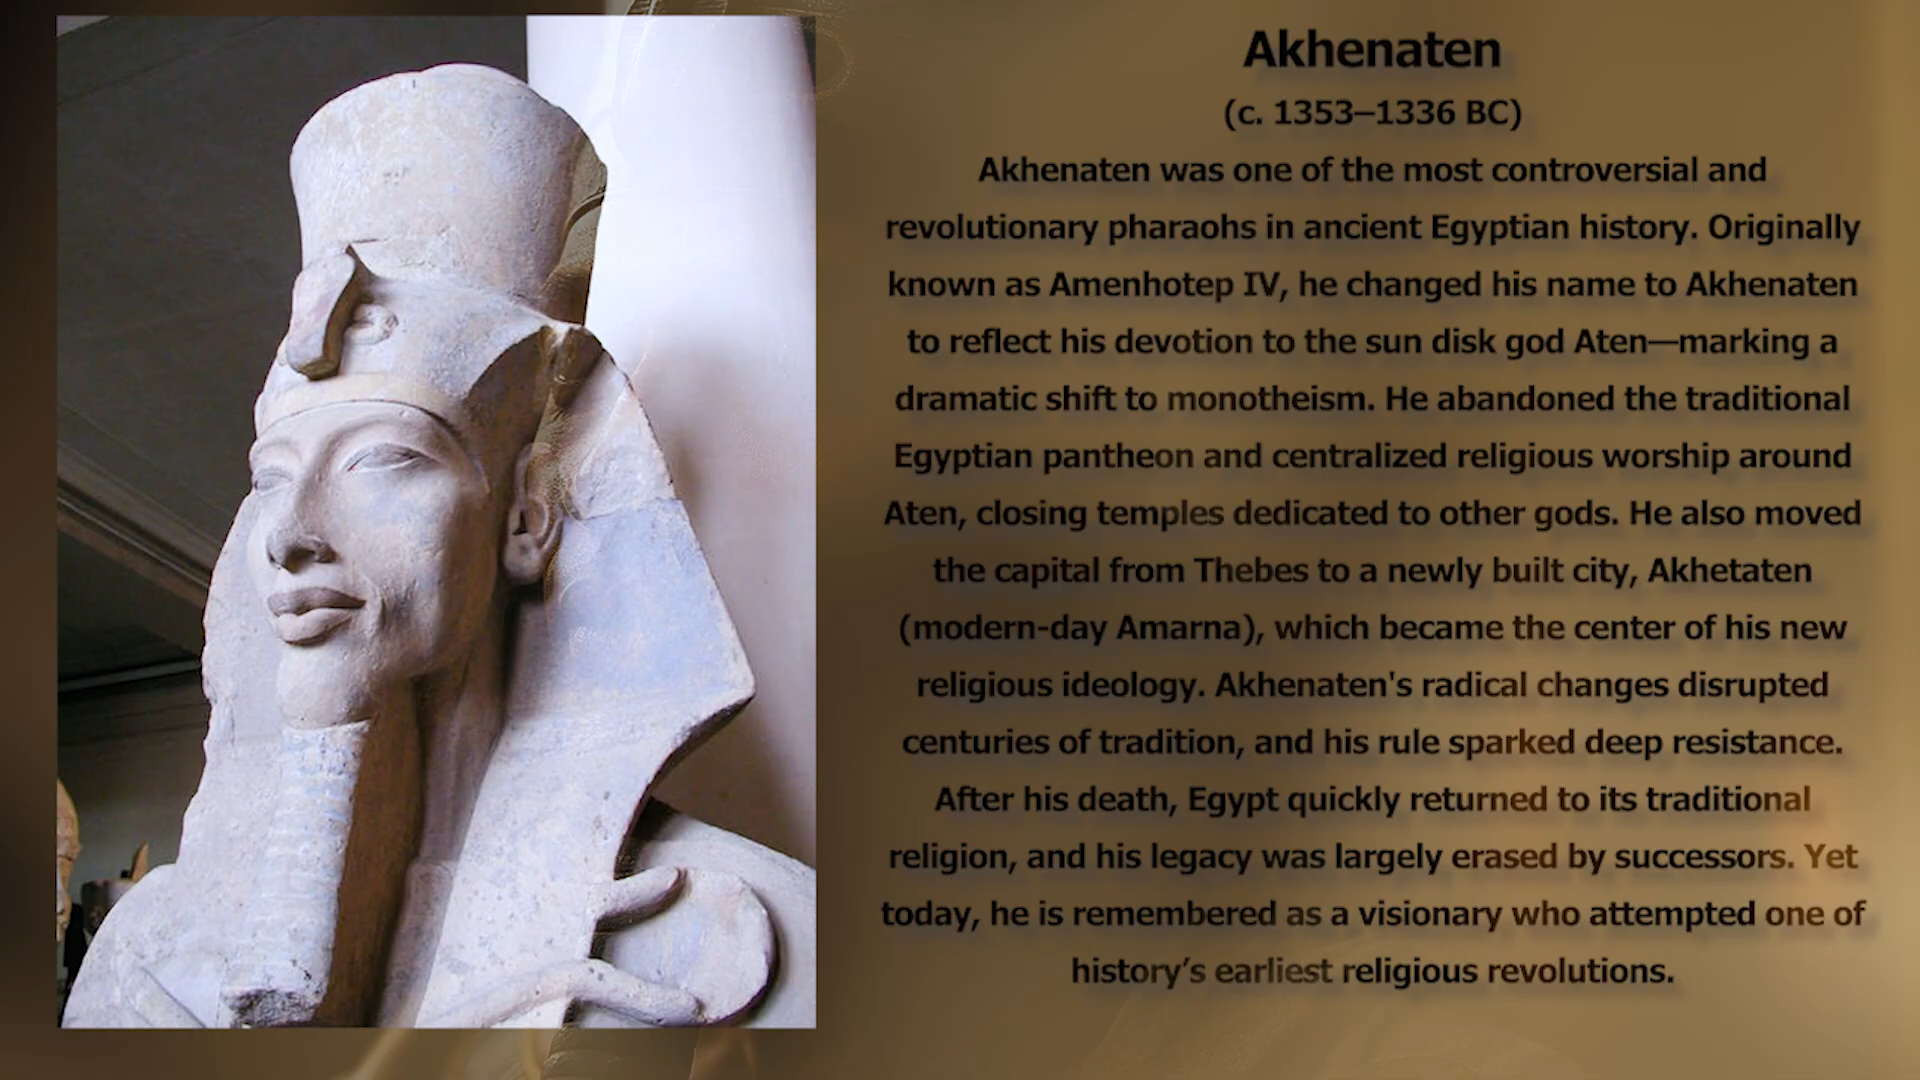 Akhenaten
(c. 1353–1336 BC)
Akhenaten was one of the most controversial and
revolutionary pharaohs in ancient Egyptian history. Originally
known as Amenhotep IV, he changed his name to Akhenaten
to reflect his devotion to the sun disk god Aten—marking a
dramatic shift to monotheism. He abandoned the traditional
Egyptian pantheon and centralized religious worship around
Aten, closing temples dedicated to other gods. He also moved
the capital from Thebes to a newly built city, Akhetaten
(modern-day Amarna), which became the center of his new
religious ideology. Akhenaten's radical changes disrupted
centuries of tradition, and his rule sparked deep resistance.
After his death, Egypt quickly returned to its traditional
religion, and his legacy was largely erased by successors. Yet
today, he is remembered as a visionary who attempted one of
history’s earliest religious revolutions.